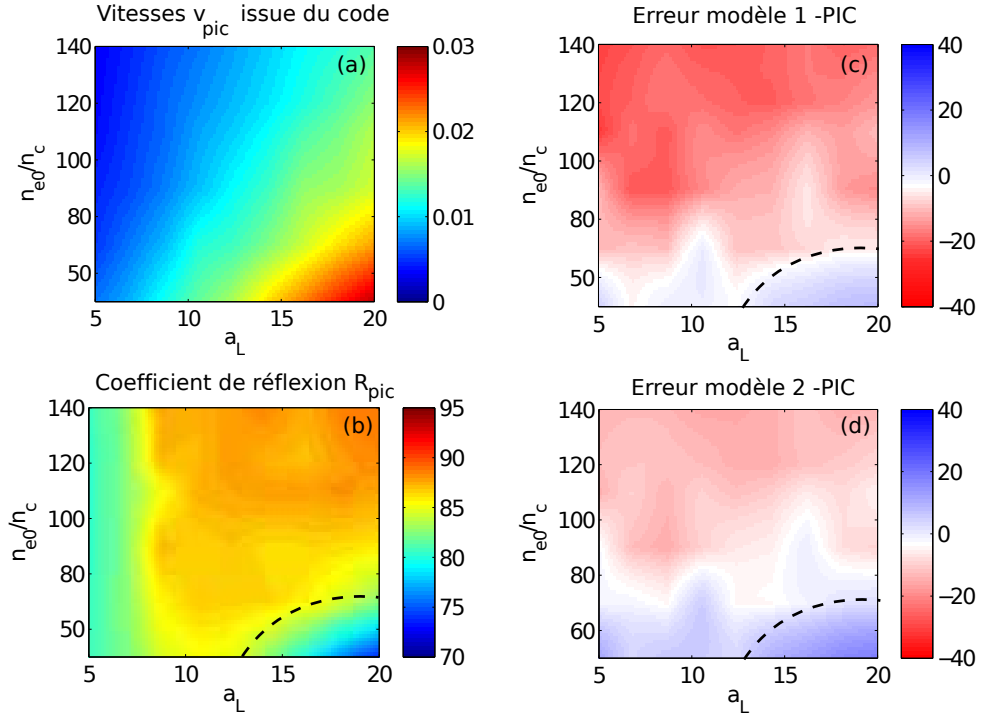 Vitesses v_pic issue du code
(a)
n_e0/n_c
140
120
100
80
50
5 10 15 20
a_L
0.03
0.02
0.01
0
Erreur modèle 1 -PIC
(c)
n_e0/n_c
140
120
100
80
50
5 10 15 20
a_L
40
20
0
−20
−40
Coefficient de réflexion R_pic
(b)
n_e0/n_c
140
120
100
80
50
5 10 15 20
a_L
95
90
85
80
75
70
Erreur modèle 2 -PIC
(d)
n_e0/n_c
140
120
100
80
60
5 10 15 20
a_L
40
20
0
−20
−40